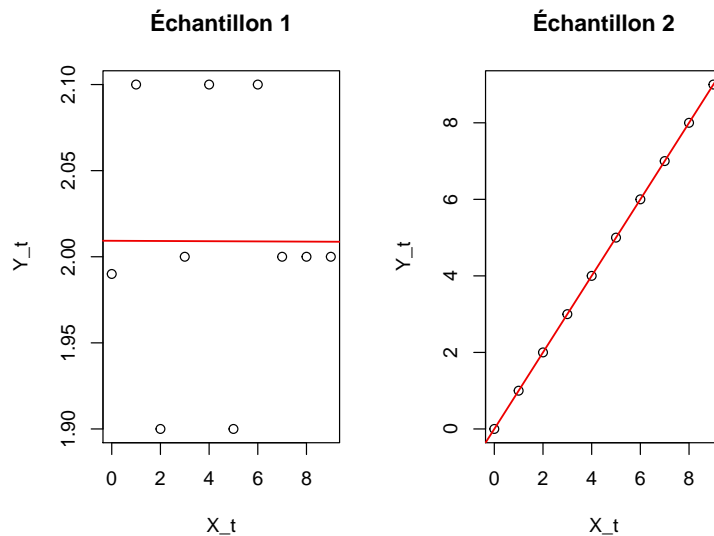 Échantillon 1
2.10
2.05
2.00
1.95
1.90
Y_t
0 2 4 6 8
X_t
Échantillon 2
8
6
4
2
0
Y_t
0 2 4 6 8
X_t